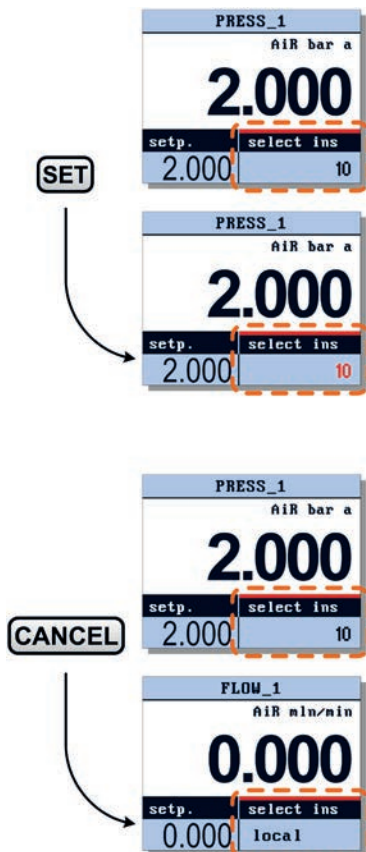 PRESS_1
AiR bar a
2.000
setp. select ins
2.000 10
SET
PRESS_1
AiR bar a
2.000
setp. select ins
2.000 10
PRESS_1
AiR bar a
2.000
setp. select ins
2.000 10
CANCEL
FLOW_1
AiR mln/min
0.000
setp. select ins
0.000 local